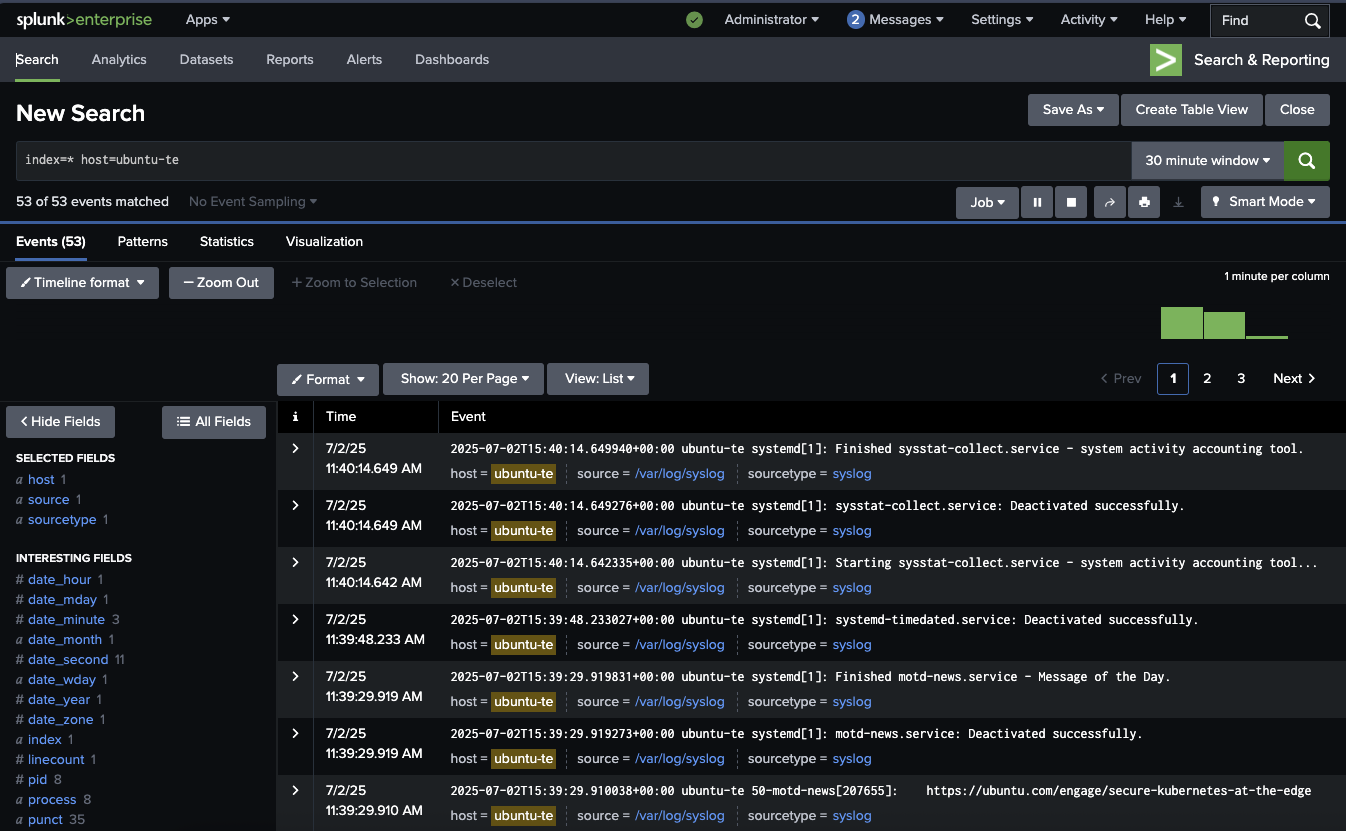 splunk>enterprise Apps Administrator 2 Messages Settings Activity Help Find
Search Analytics Datasets Reports Alerts Dashboards Search & Reporting
New Search Save As Create Table View Close
index=* host=ubuntu-te 30 minute window
53 of 53 events matched No Event Sampling Job Smart Mode
Events (53) Patterns Statistics Visualization
Timeline format Zoom Out + Zoom to Selection × Deselect 1 minute per column
Format Show: 20 Per Page View: List < Prev 1 2 3 Next >
< Hide Fields All Fields
SELECTED FIELDS
a host 1
a source 1
a sourcetype 1
INTERESTING FIELDS
# date_hour 1
# date_mday 1
# date_minute 3
a date_month 1
# date_second 11
a date_wday 1
# date_year 1
# date_zone 1
a index 1
# linecount 1
# pid 8
a process 8
a punct 35
i Time Event
> 7/2/25 2025-07-02T15:40:14.649940+00:00 ubuntu-te systemd[1]: Finished sysstat-collect.service - system activity accounting tool.
11:40:14.649 AM host = ubuntu-te source = /var/log/syslog sourcetype = syslog
> 7/2/25 2025-07-02T15:40:14.649276+00:00 ubuntu-te systemd[1]: sysstat-collect.service: Deactivated successfully.
11:40:14.649 AM host = ubuntu-te source = /var/log/syslog sourcetype = syslog
> 7/2/25 2025-07-02T15:40:14.642335+00:00 ubuntu-te systemd[1]: Starting sysstat-collect.service - system activity accounting tool...
11:40:14.642 AM host = ubuntu-te source = /var/log/syslog sourcetype = syslog
> 7/2/25 2025-07-02T15:39:48.233027+00:00 ubuntu-te systemd[1]: systemd-timedated.service: Deactivated successfully.
11:39:48.233 AM host = ubuntu-te source = /var/log/syslog sourcetype = syslog
> 7/2/25 2025-07-02T15:39:29.919831+00:00 ubuntu-te systemd[1]: Finished motd-news.service - Message of the Day.
11:39:29.919 AM host = ubuntu-te source = /var/log/syslog sourcetype = syslog
> 7/2/25 2025-07-02T15:39:29.919273+00:00 ubuntu-te systemd[1]: motd-news.service: Deactivated successfully.
11:39:29.919 AM host = ubuntu-te source = /var/log/syslog sourcetype = syslog
> 7/2/25 2025-07-02T15:39:29.910038+00:00 ubuntu-te 50-motd-news[207655]: https://ubuntu.com/engage/secure-kubernetes-at-the-edge
11:39:29.910 AM host = ubuntu-te source = /var/log/syslog sourcetype = syslog